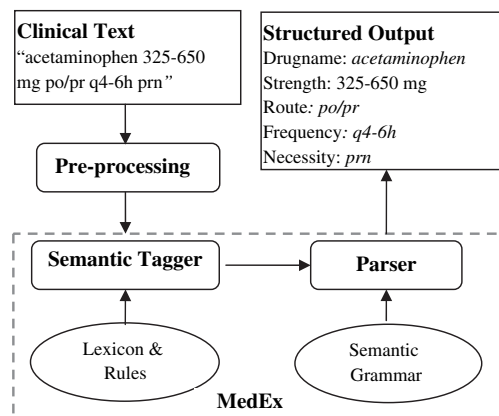 Clinical Text
“acetaminophen 325-650
mg po/pr q4-6h prn”
Structured Output
Drugname: acetaminophen
Strength: 325-650 mg
Route: po/pr
Frequency: q4-6h
Necessity: prn
Pre-processing
Semantic Tagger
Parser
Lexicon &
Rules
Semantic
Grammar
MedEx